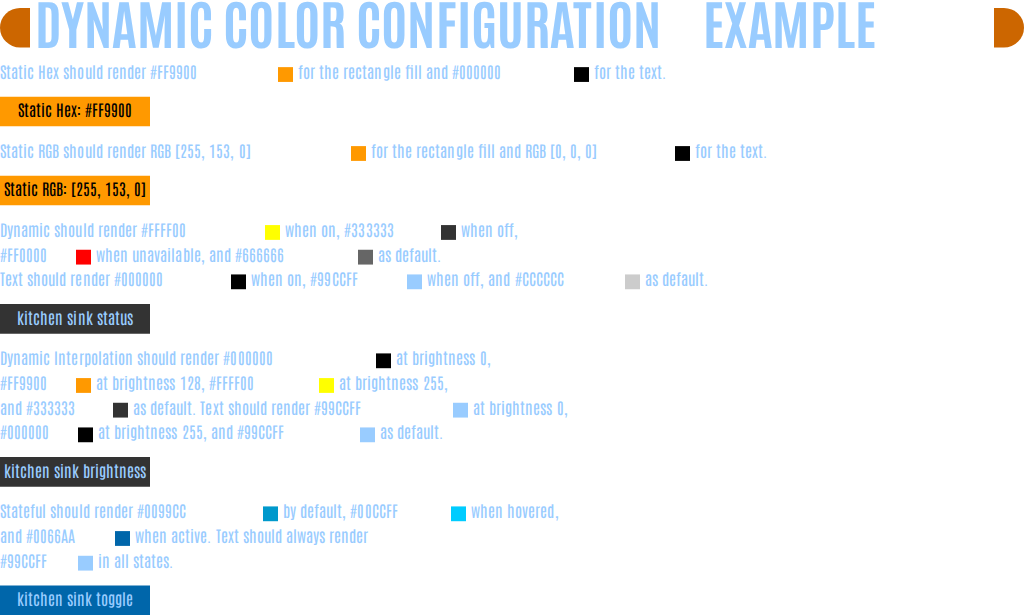 DYNAMIC COLOR CONFIGURATION EXAMPLE
Static Hex should render #FF9900 for the rectangle fill and #000000 for the text.
Static Hex: #FF9900
Static RGB should render RGB [255, 153, 0] for the rectangle fill and RGB [0, 0, 0] for the text.
Static RGB: [255, 153, 0]
Dynamic should render #FFFF00 when on, #333333 when off,
#FF0000 when unavailable, and #666666 as default.
Text should render #000000 when on, #99CCFF when off, and #CCCCCC as default.
kitchen sink status
Dynamic Interpolation should render #000000 at brightness 0,
#FF9900 at brightness 128, #FFFF00 at brightness 255,
and #333333 as default. Text should render #99CCFF at brightness 0,
#000000 at brightness 255, and #99CCFF as default.
kitchen sink brightness
Stateful should render #0099CC by default, #00CCFF when hovered,
and #0066AA when active. Text should always render
#99CCFF in all states.
kitchen sink toggle